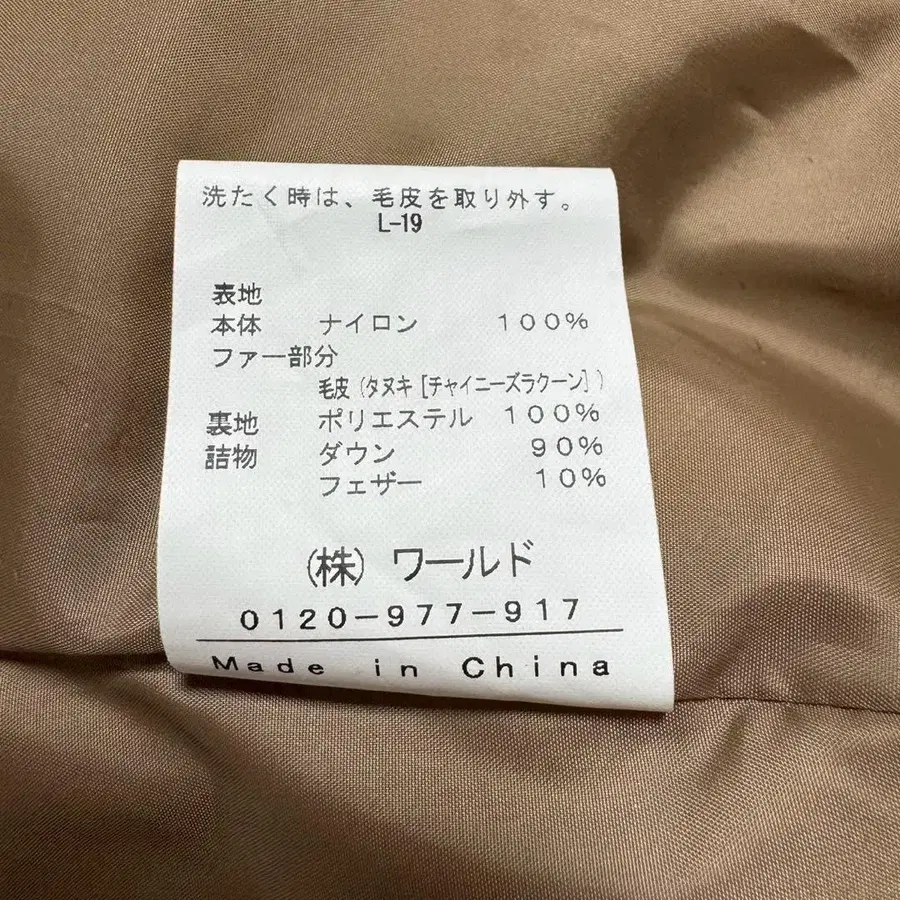 洗たく時は、毛皮を取り外す。
L-19
表地
本体 ナイロン 100%
ファー部分
毛皮(タヌキ[チャイニーズラクーン])
裏地 ポリエステル 100%
詰物 ダウン 90%
フェザー 10%
(株)ワールド
0120-977-917
Made in China